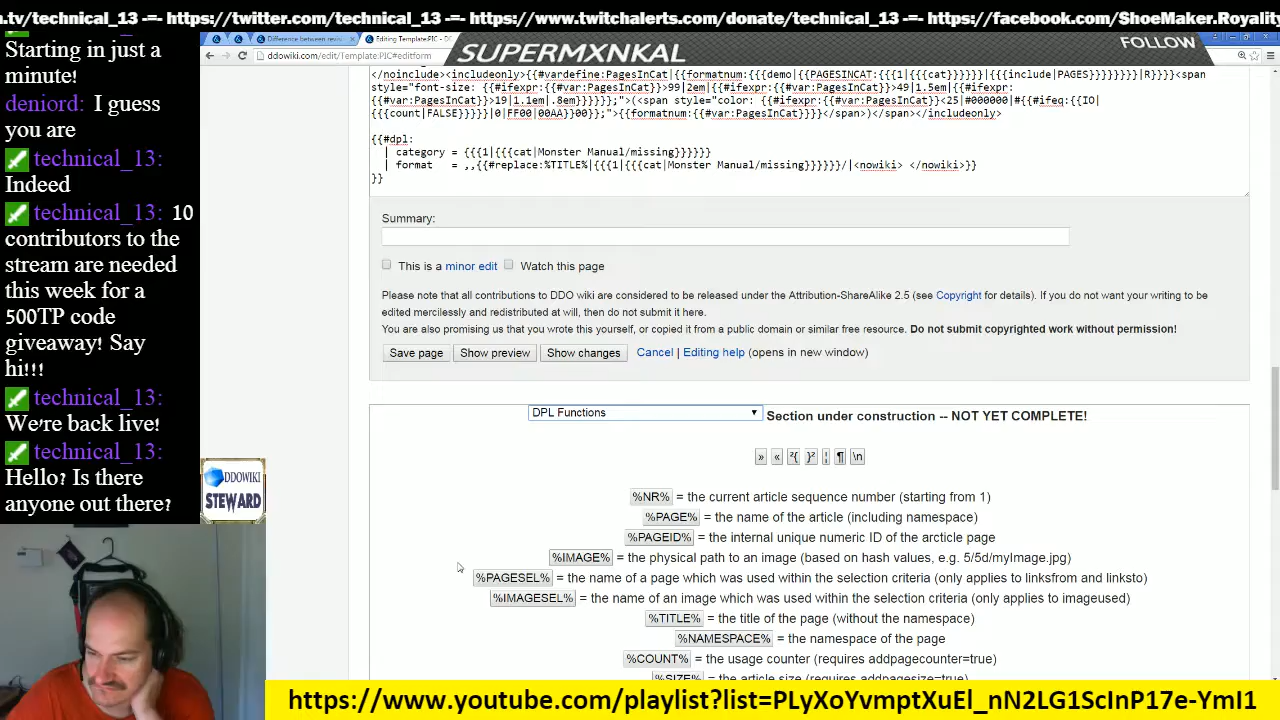 n.tv/technical_13 -=- https://twitter.com/technical_13 -=- https://www.twitchalerts.com/donate/technical_13 -=- https://facebook.com/ShoeMaker.Royality
Starting in just a
minute!
deniord: I guess
you are
technical_13:
Indeed
technical_13: 10
contributors to the
stream are needed
this week for a
500TP code
giveaway! Say
hi!!!
technical_13:
We're back live!
technical_13:
Hello? Is there
anyone out there?
DDOWIKI
STEWARD
Difference between revis
Editing Template:PIC - DC
SUPERMXNKAL
FOLLOW
ddowiki.com/edit/Template:PIC#editform
</noinclude><includeonly>{{#vardefine:PagesInCat|{{formatnum:{{demo|{{PAGESINCAT:{{{1|{{{cat}}}}}}|{{{include|PAGES}}}}}}}}|R}}}}<span
style="font-size: {{#ifexpr:{{#var:PagesInCat}}>99|2em|{{#ifexpr:{{#var:PagesInCat}}>49|1.5em|{{#ifexpr:
{{#var:PagesInCat}}>19|1.1em|.8em}}}}}};">(<span style="color: {{#ifexpr:{{#var:PagesInCat}}<25|#000000|#{{#ifeq:{{IO|
{{{count|FALSE}}}}}|0|FF00|00AA}}00}};">{{formatnum:{{#var:PagesInCat}}}}</span>)</span></includeonly>
{{#dpl:
| category = {{{1|{{{cat|Monster Manual/missing}}}}}}
| format = ,,{{#replace:%TITLE%|{{{1|{{{cat|Monster Manual/missing}}}}}}/|<nowiki> </nowiki>}}
}}
Summary:
This is a minor edit Watch this page
Please note that all contributions to DDO wiki are considered to be released under the Attribution-ShareAlike 2.5 (see Copyright for details). If you do not want your writing to be
edited mercilessly and redistributed at will, then do not submit it here.
You are also promising us that you wrote this yourself, or copied it from a public domain or similar free resource. Do not submit copyrighted work without permission!
Save page Show preview Show changes Cancel | Editing help (opens in new window)
DPL Functions Section under construction -- NOT YET COMPLETE!
» « ²{ }² ¦ ¶ \n
%NR% = the current article sequence number (starting from 1)
%PAGE% = the name of the article (including namespace)
%PAGEID% = the internal unique numeric ID of the arcticle page
%IMAGE% = the physical path to an image (based on hash values, e.g. 5/5d/myImage.jpg)
%PAGESEL% = the name of a page which was used within the selection criteria (only applies to linksfrom and linksto)
%IMAGESEL% = the name of an image which was used within the selection criteria (only applies to imageused)
%TITLE% = the title of the page (without the namespace)
%NAMESPACE% = the namespace of the page
%COUNT% = the usage counter (requires addpagecounter=true)
%SIZE% = the article size (requires addpagesize=true)
https://www.youtube.com/playlist?list=PLyXoYvmptXuEl_nN2LG1ScInP17e-YmI1